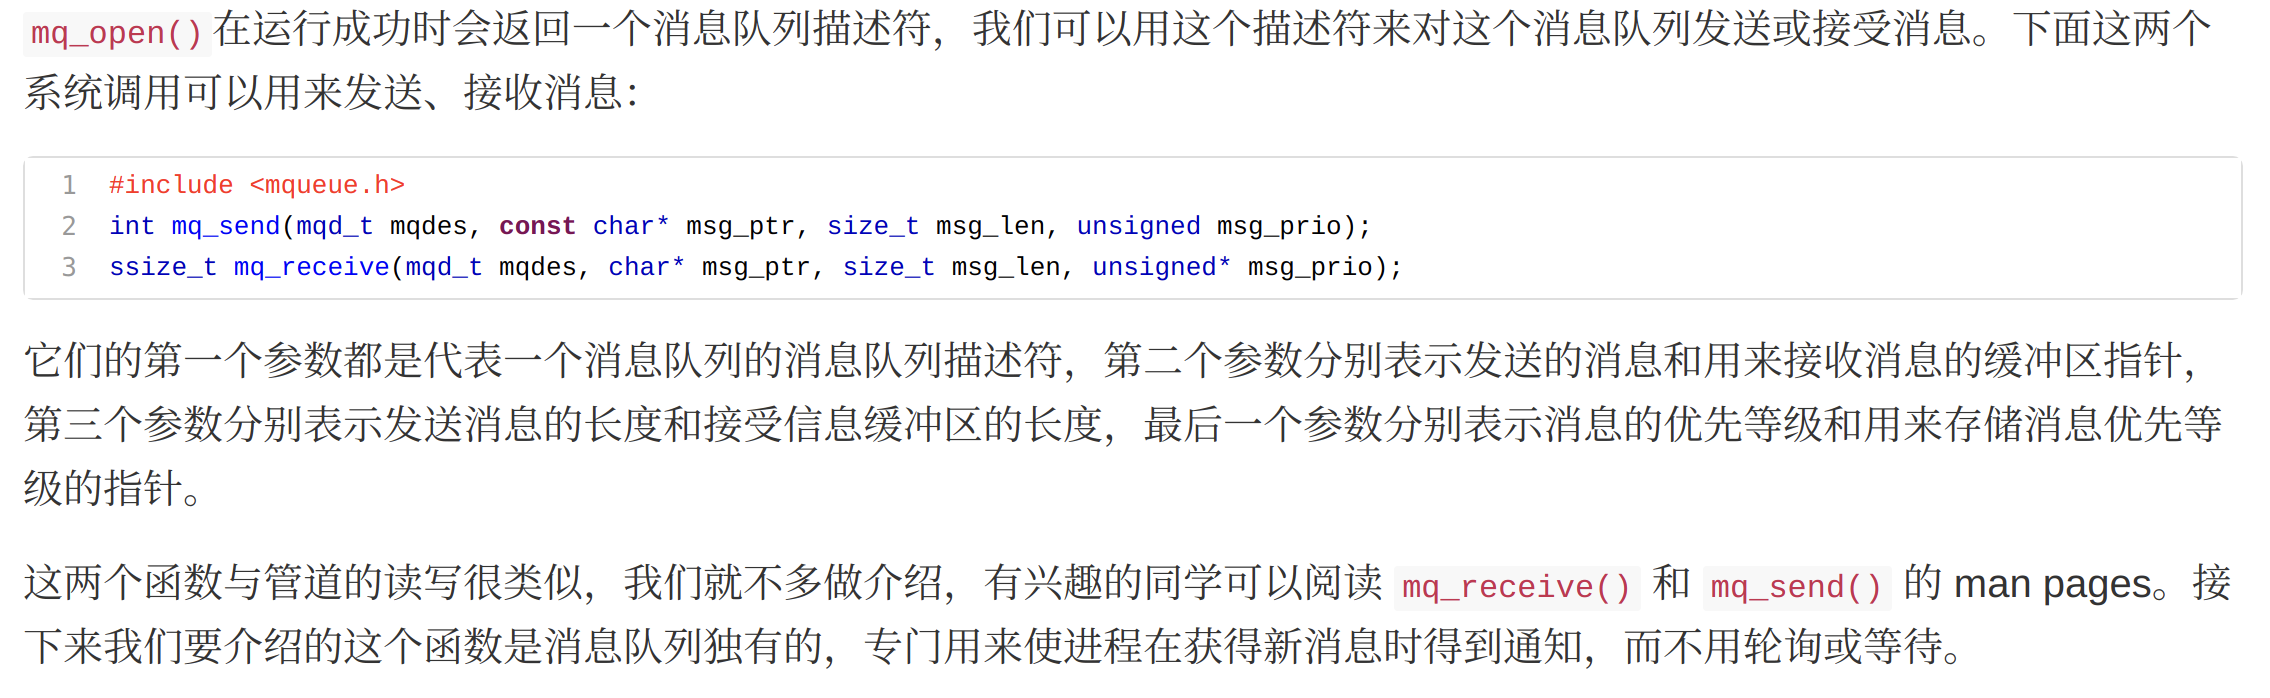 mq_open()在运行成功时会返回一个消息队列描述符，我们可以用这个描述符来对这个消息队列发送或接受消息。下面这两个
系统调用可以用来发送、接收消息：
1 #include <mqueue.h>
2 int mq_send(mqd_t mqdes, const char* msg_ptr, size_t msg_len, unsigned msg_prio);
3 ssize_t mq_receive(mqd_t mqdes, char* msg_ptr, size_t msg_len, unsigned* msg_prio);
它们的第一个参数都是代表一个消息队列的消息队列描述符，第二个参数分别表示发送的消息和用来接收消息的缓冲区指针，
第三个参数分别表示发送消息的长度和接受信息缓冲区的长度，最后一个参数分别表示消息的优先等级和用来存储消息优先等
级的指针。
这两个函数与管道的读写很类似，我们就不多做介绍，有兴趣的同学可以阅读 mq_receive() 和 mq_send() 的 man pages。接
下来我们要介绍的这个函数是消息队列独有的，专门用来使进程在获得新消息时得到通知，而不用轮询或等待。